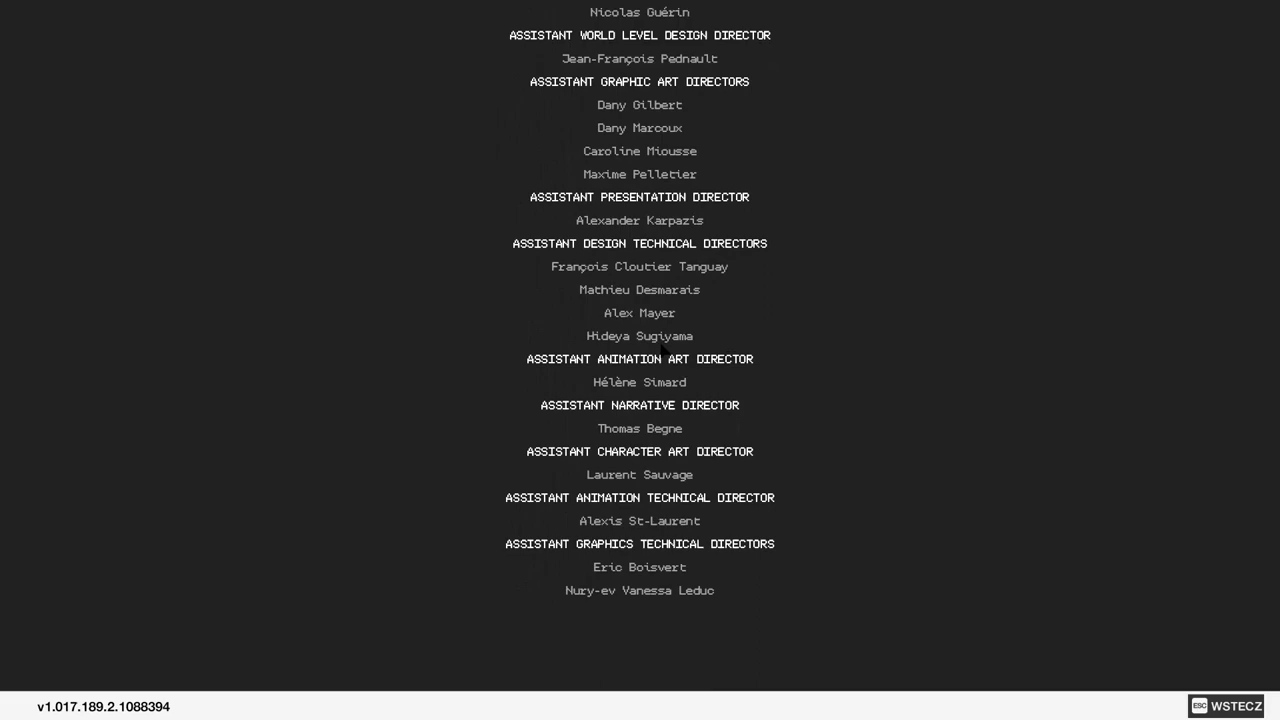 Nicolas Guérin
ASSISTANT WORLD LEVEL DESIGN DIRECTOR
Jean-François Pednault
ASSISTANT GRAPHIC ART DIRECTORS
Dany Gilbert
Dany Marcoux
Caroline Miousse
Maxime Pelletier
ASSISTANT PRESENTATION DIRECTOR
Alexander Karpazis
ASSISTANT DESIGN TECHNICAL DIRECTORS
François Cloutier Tanguay
Mathieu Desmarais
Alex Mayer
Hideya Sugiyama
ASSISTANT ANIMATION ART DIRECTOR
Hélène Simard
ASSISTANT NARRATIVE DIRECTOR
Thomas Begne
ASSISTANT CHARACTER ART DIRECTOR
Laurent Sauvage
ASSISTANT ANIMATION TECHNICAL DIRECTOR
Alexis St-Laurent
ASSISTANT GRAPHICS TECHNICAL DIRECTORS
Eric Boisvert
Nury-ev Vanessa Leduc
v1.017.189.2.1088394
ESC WSTECZ